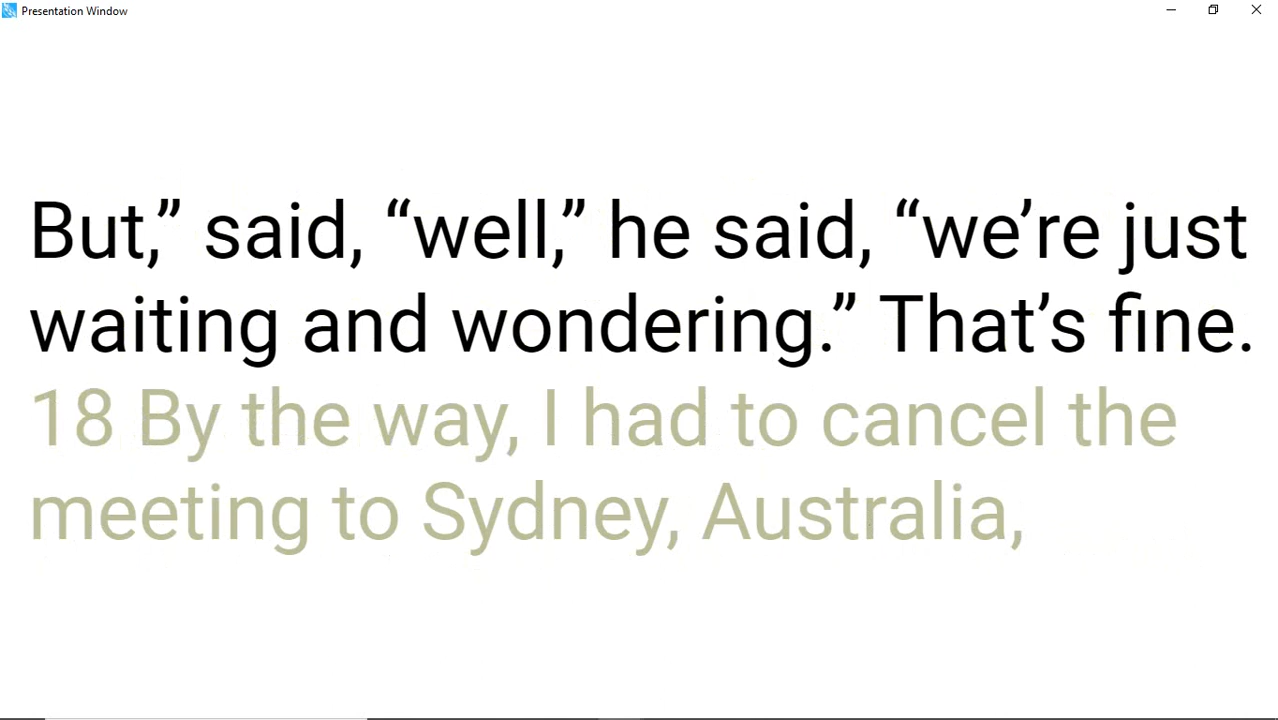 Presentation Window
But,” said, “well,” he said, “we’re just
waiting and wondering.” That’s fine.
18 By the way, I had to cancel the
meeting to Sydney, Australia,